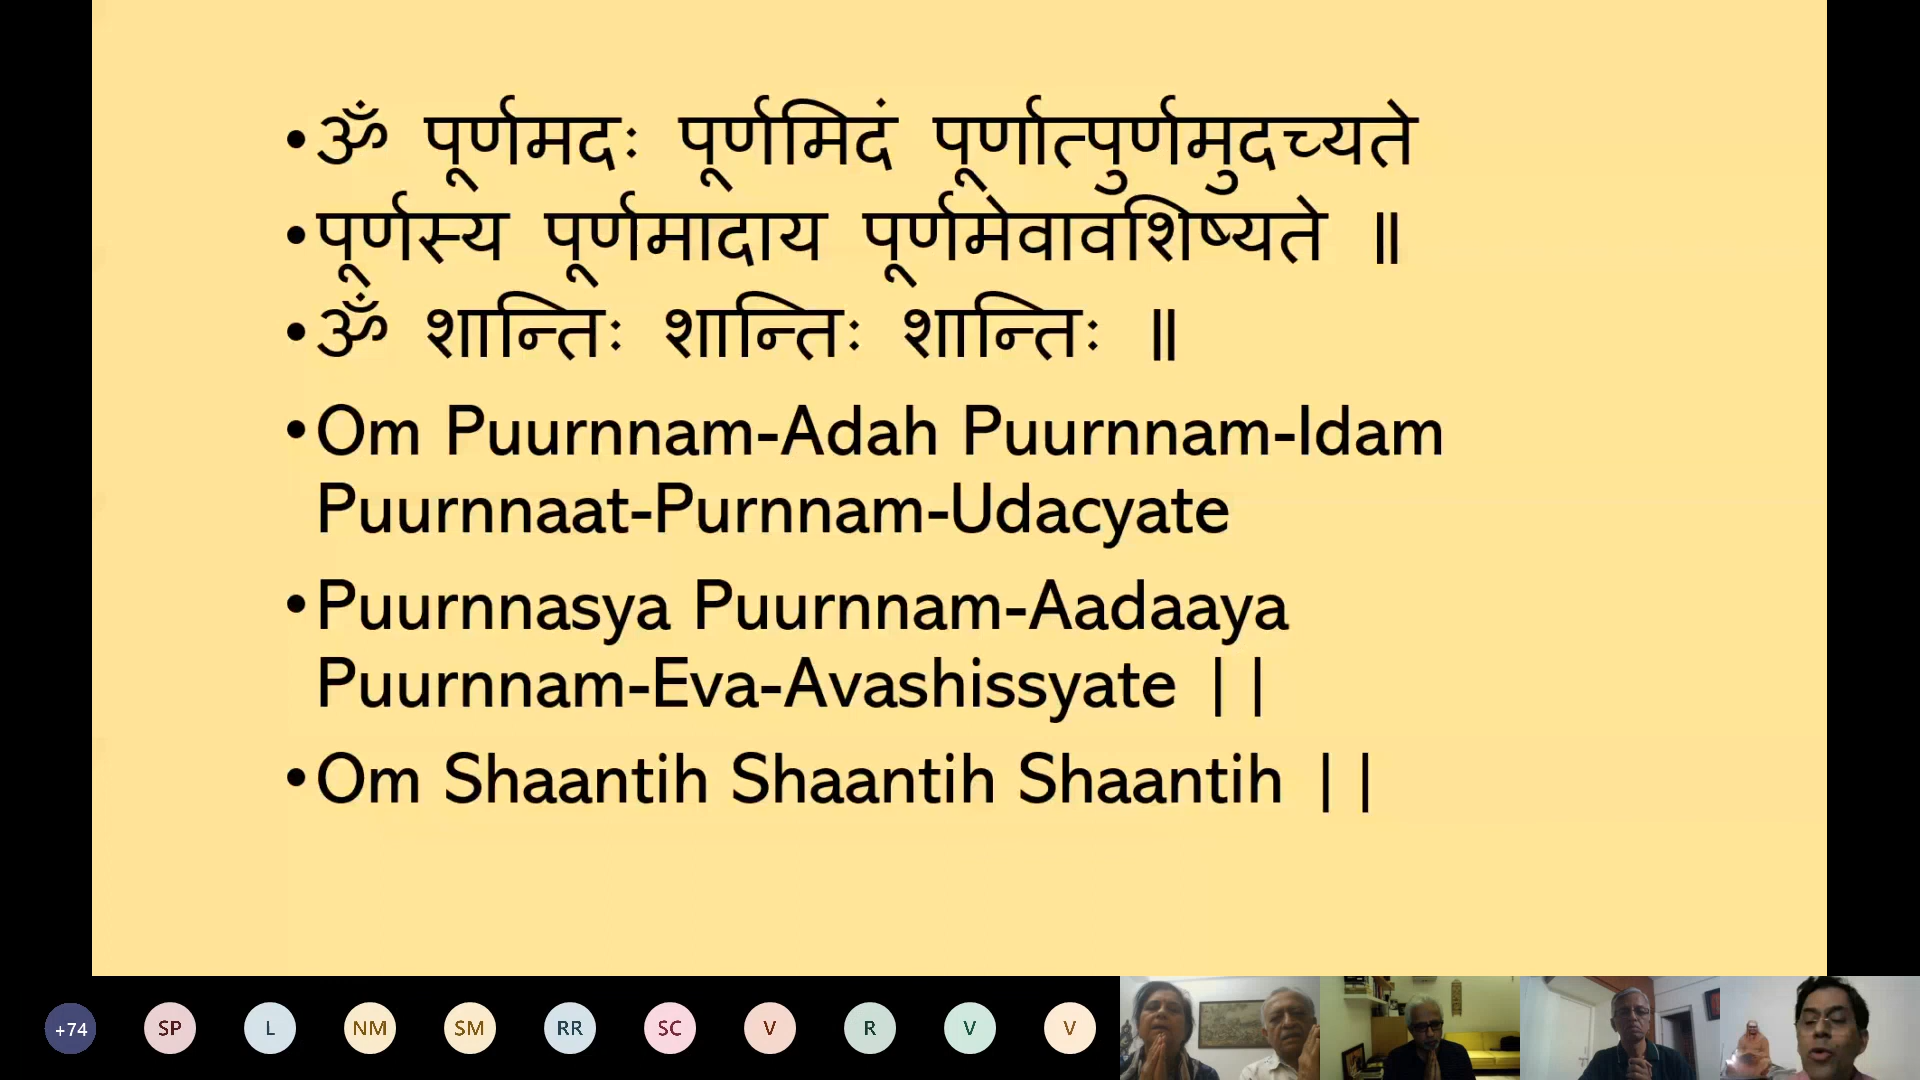 • ॐ पूर्णमदः पूर्णमिदं पूर्णात्पुर्णमुदच्यते
• पूर्णस्य पूर्णमादाय पूर्णमेवावशिष्यते ॥
• ॐ शान्तिः शान्तिः शान्तिः ॥
• Om Puurnnam-Adah Puurnnam-Idam
Puurnnaat-Purnnam-Udacyate
• Puurnnasya Puurnnam-Aadaaya
Puurnnam-Eva-Avashissyate ||
• Om Shaantih Shaantih Shaantih ||
+74 SP L NM SM RR SC V R V V